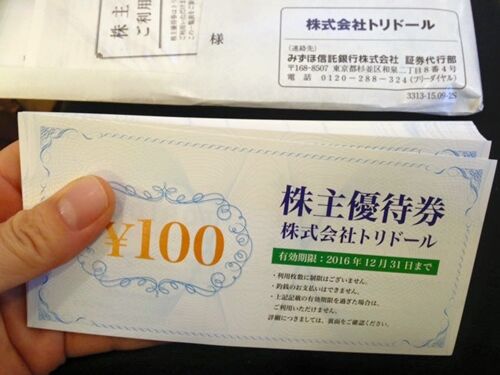 株主
ご利用
様
株式会社トリドール
(連絡先)
みずほ信託銀行株式会社 証券代行部
〒168-8507 東京都杉並区和泉二丁目8番4号
電話 0120-288-324 (フリーダイヤル)
3313-15.09-2S
¥100
株主優待券
株式会社トリドール
有効期限:2016年12月31日まで
・利用枚数に制限はございません。
・釣銭のお支払いはできません。
・上記記載の有効期限を過ぎた場合は、
ご利用いただけません。
詳細につきましては、裏面をご確認ください。